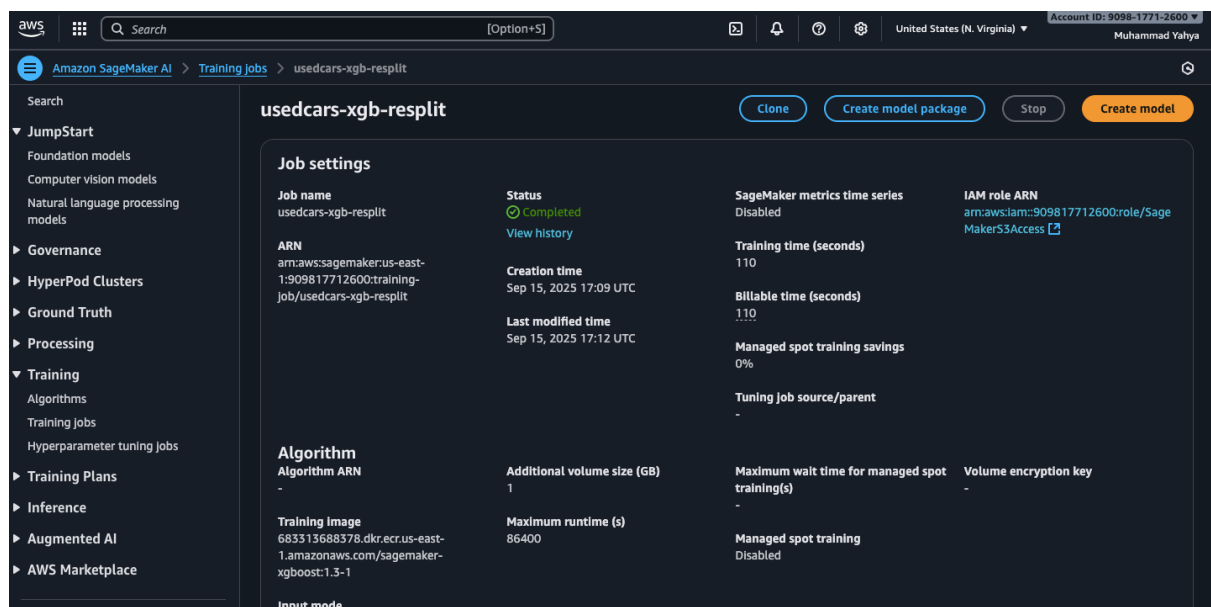 aws
Search
[Option+S]
United States (N. Virginia) ▼
Account ID: 9098-1771-2600 ▼
Muhammad Yahya
Amazon SageMaker AI > Training jobs > usedcars-xgb-resplit
Search
JumpStart
Foundation models
Computer vision models
Natural language processing
models
Governance
HyperPod Clusters
Ground Truth
Processing
Training
Algorithms
Training jobs
Hyperparameter tuning jobs
Training Plans
Inference
Augmented AI
AWS Marketplace
usedcars-xgb-resplit
Clone
Create model package
Stop
Create model
Job settings
Job name
usedcars-xgb-resplit
ARN
arn:aws:sagemaker:us-east-
1:909817712600:training-
job/usedcars-xgb-resplit
Status
Completed
View history
Creation time
Sep 15, 2025 17:09 UTC
Last modified time
Sep 15, 2025 17:12 UTC
SageMaker metrics time series
Disabled
Training time (seconds)
110
Billable time (seconds)
110
Managed spot training savings
0%
Tuning job source/parent
-
IAM role ARN
arn:aws:iam::909817712600:role/Sage
MakerS3Access
Algorithm
Algorithm ARN
-
Training image
683313688378.dkr.ecr.us-east-
1.amazonaws.com/sagemaker-
xgboost:1.3-1
Input mode
Additional volume size (GB)
1
Maximum runtime (s)
86400
Maximum wait time for managed spot
training(s)
-
Managed spot training
Disabled
Volume encryption key
-